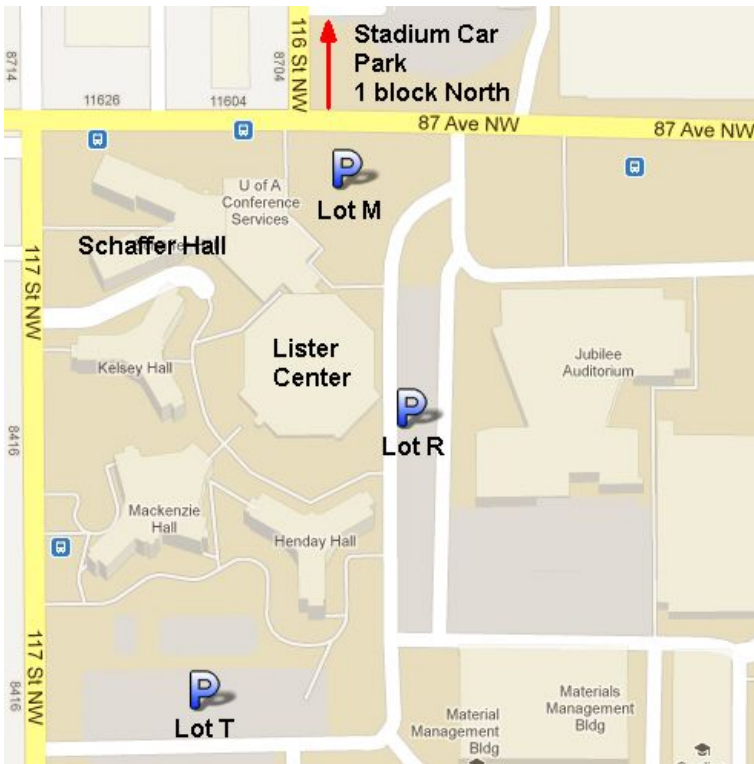 8714
116 St NW
8704
Stadium Car
Park
1 block North
11626
11604
87 Ave NW
87 Ave NW
U of A
Conference
Services
P
Lot M
Schaffer Hall
117 St NW
Kelsey Hall
Lister
Center
Jubilee
Auditorium
P
Lot R
8416
Mackenzie
Hall
Henday Hall
117 St NW
8416
P
Lot T
Material
Management
Bldg
Materials
Management
Bldg